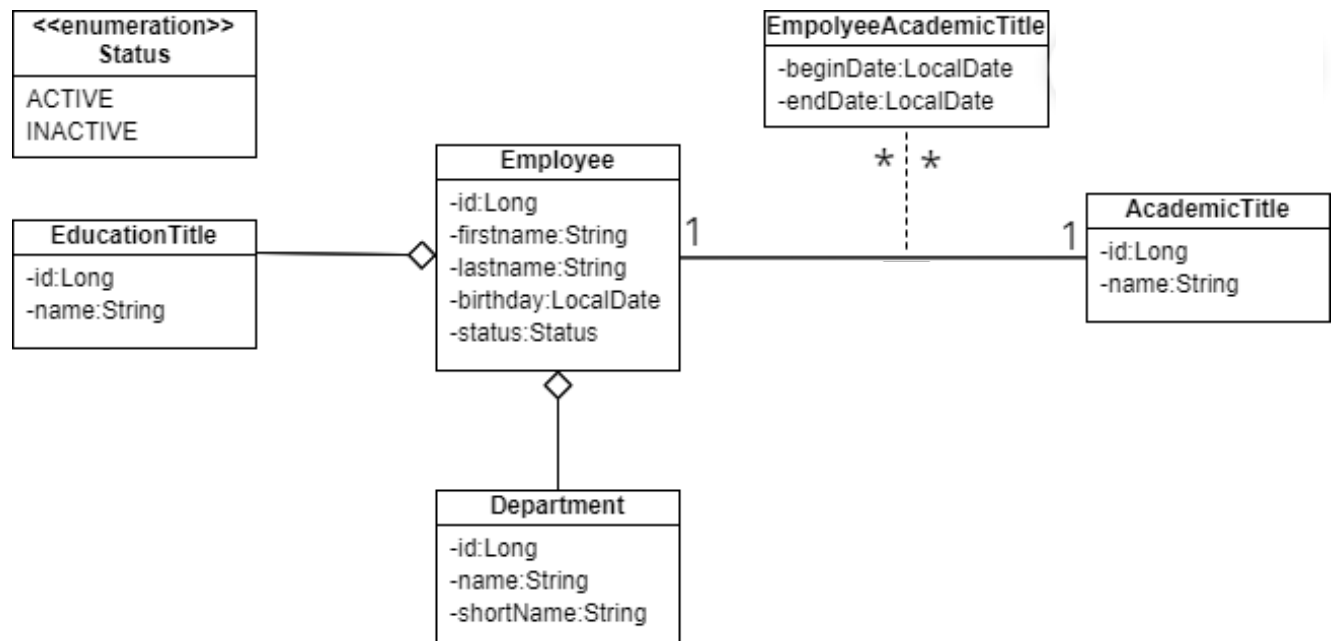 <<enumeration>>
Status
ACTIVE
INACTIVE
EmpolyeeAcademicTitle
-beginDate:LocalDate
-endDate:LocalDate
* *
Employee
-id:Long
-firstname:String
-lastname:String
-birthday:LocalDate
-status:Status
EducationTitle
-id:Long
-name:String
1
1
AcademicTitle
-id:Long
-name:String
Department
-id:Long
-name:String
-shortName:String